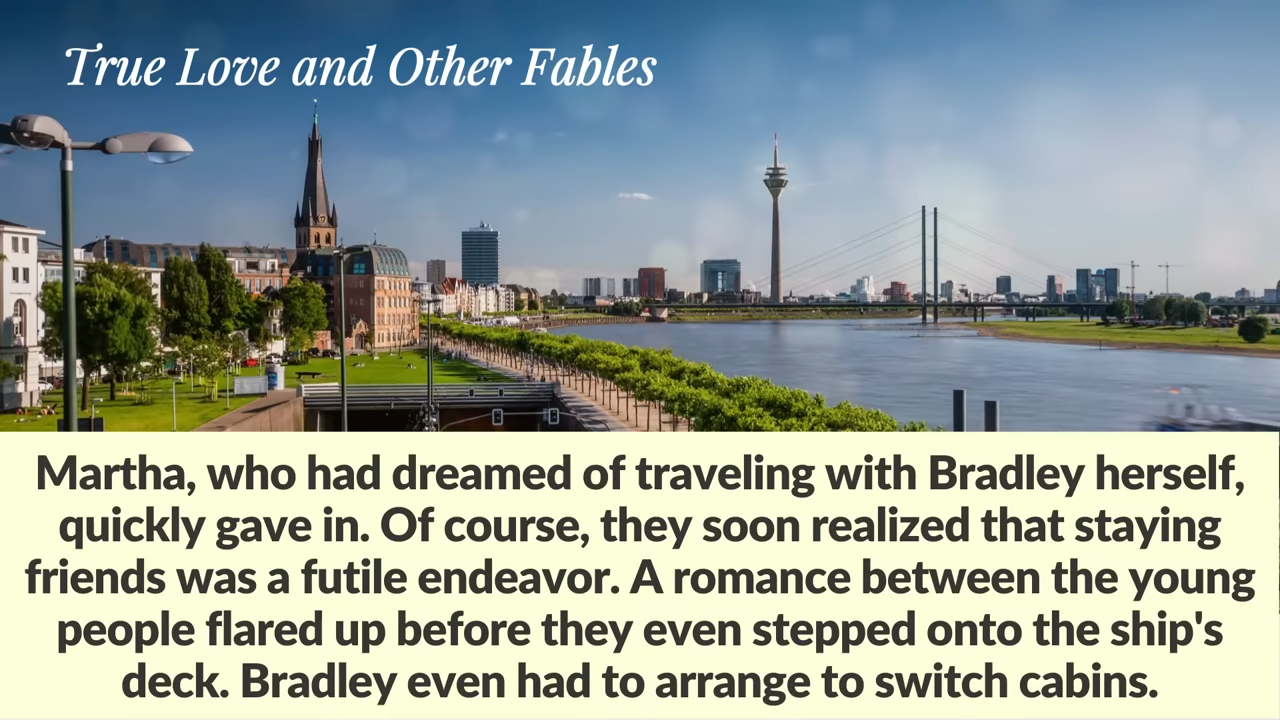 True Love and Other Fables
Martha, who had dreamed of traveling with Bradley herself,
quickly gave in. Of course, they soon realized that staying
friends was a futile endeavor. A romance between the young
people flared up before they even stepped onto the ship's
deck. Bradley even had to arrange to switch cabins.